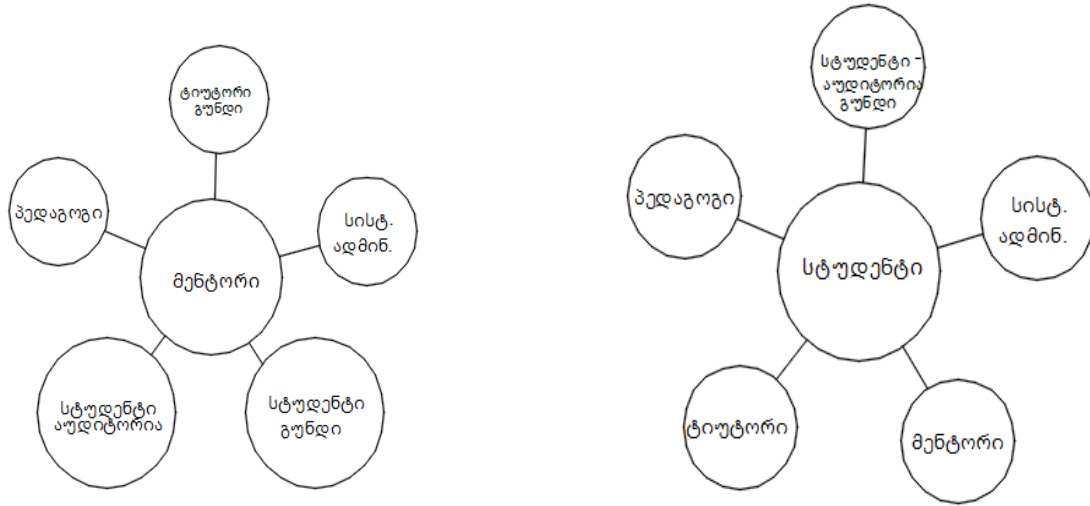 ტიუტორი
გუნდი
პედაგოგი
სისტ.
ადმინ.
მენტორი
სტუდენტი
აუდიტორია
სტუდენტი
გუნდი
სტუდენტი –
აუდიტორია
გუნდი
პედაგოგი
სისტ.
ადმინ.
სტუდენტი
ტიუტორი
მენტორი